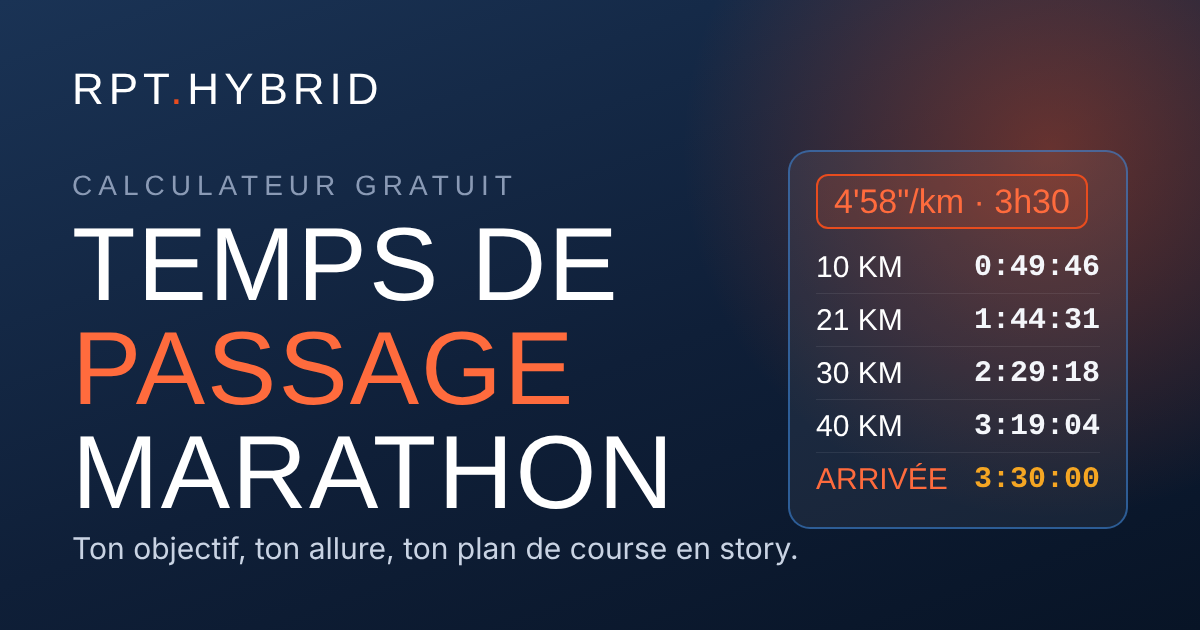 RPT.HYBRID
CALCULATEUR GRATUIT
TEMPS DE
PASSAGE
MARATHON
Ton objectif, ton allure, ton plan de course en story.
4'58"/km · 3h30
10 KM 0:49:46
21 KM 1:44:31
30 KM 2:29:18
40 KM 3:19:04
ARRIVÉE 3:30:00